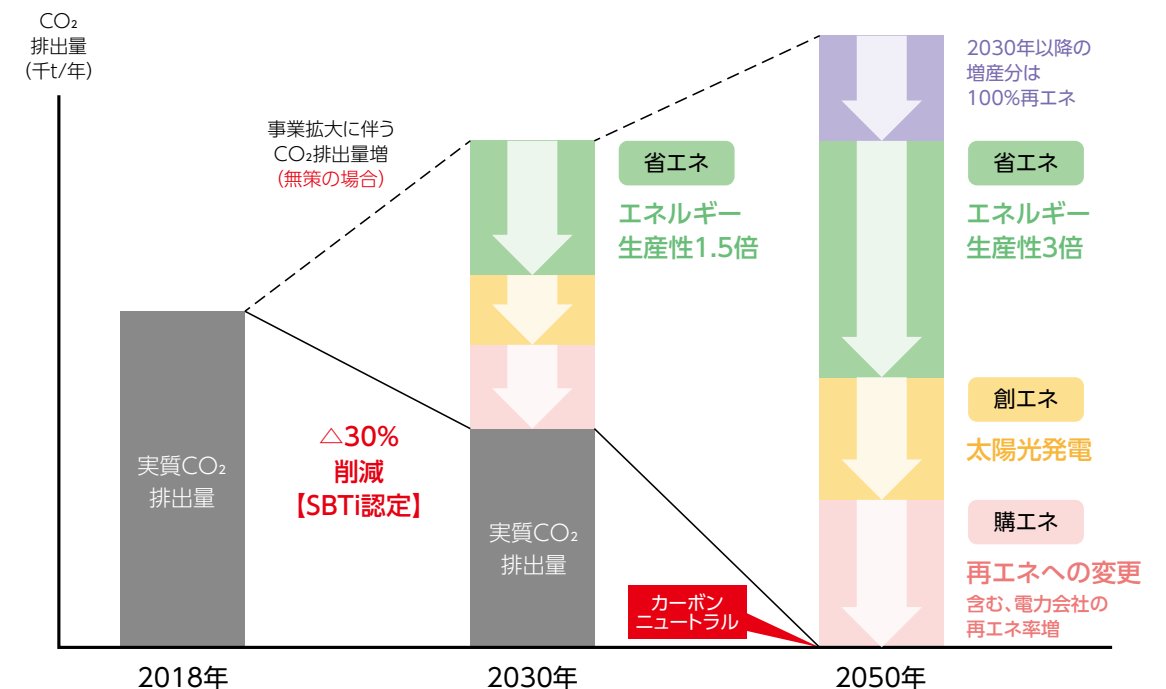 CO₂
排出量
(千t/年)
事業拡大に伴う
CO₂排出量増
(無策の場合)
省エネ
エネルギー
生産性1.5倍
2030年以降の
増産分は
100%再エネ
省エネ
エネルギー
生産性3倍
創エネ
太陽光発電
購エネ
再エネへの変更
含む、電力会社の
再エネ率増
実質CO₂
排出量
△30%
削減
【SBTi認定】
実質CO₂
排出量
カーボン
ニュートラル
2018年
2030年
2050年